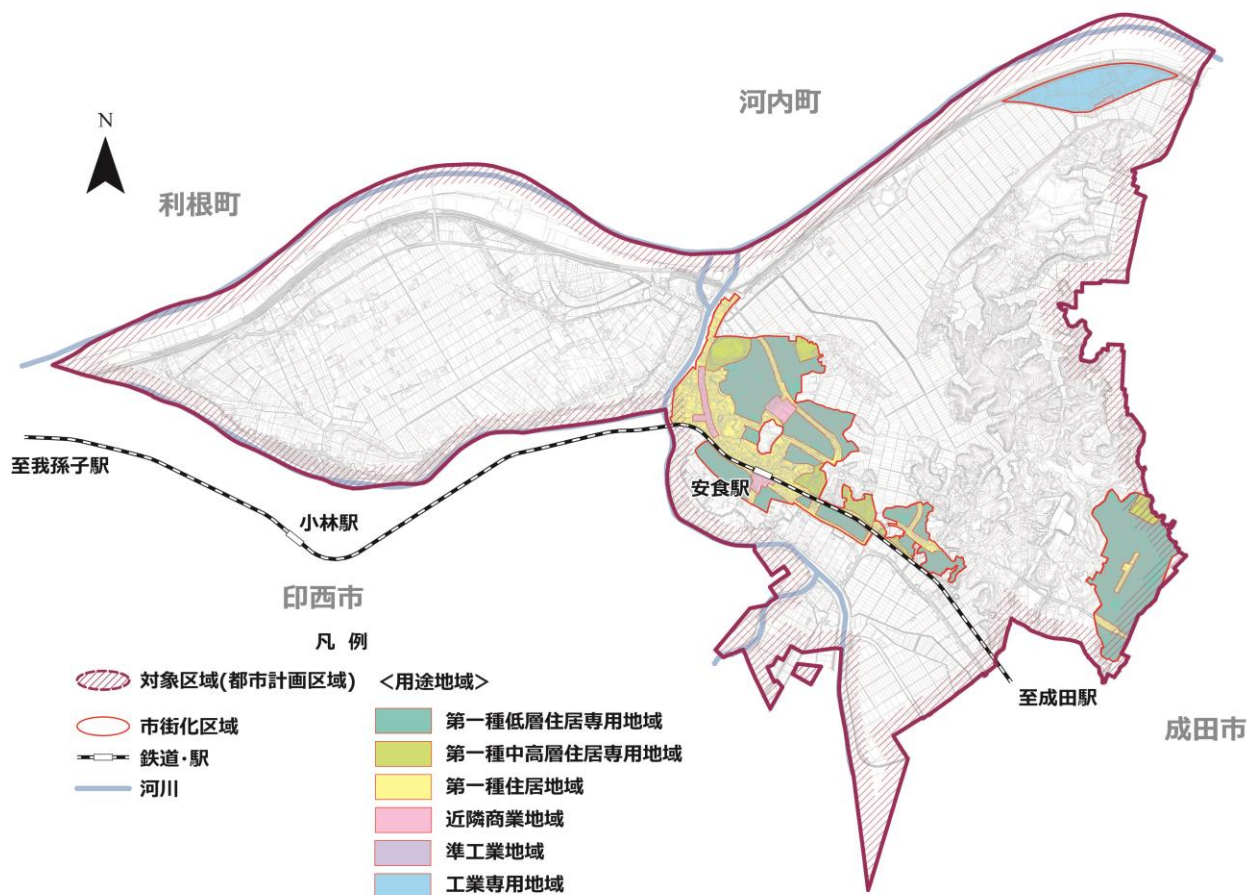 河内町
N
利根町
至我孫子駅
小林駅
安食駅
印西市
至成田駅
成田市
凡 例
対象区域(都市計画区域)
市街化区域
鉄道・駅
河川
<用途地域>
第一種低層住居専用地域
第一種中高層住居専用地域
第一種住居地域
近隣商業地域
準工業地域
工業専用地域